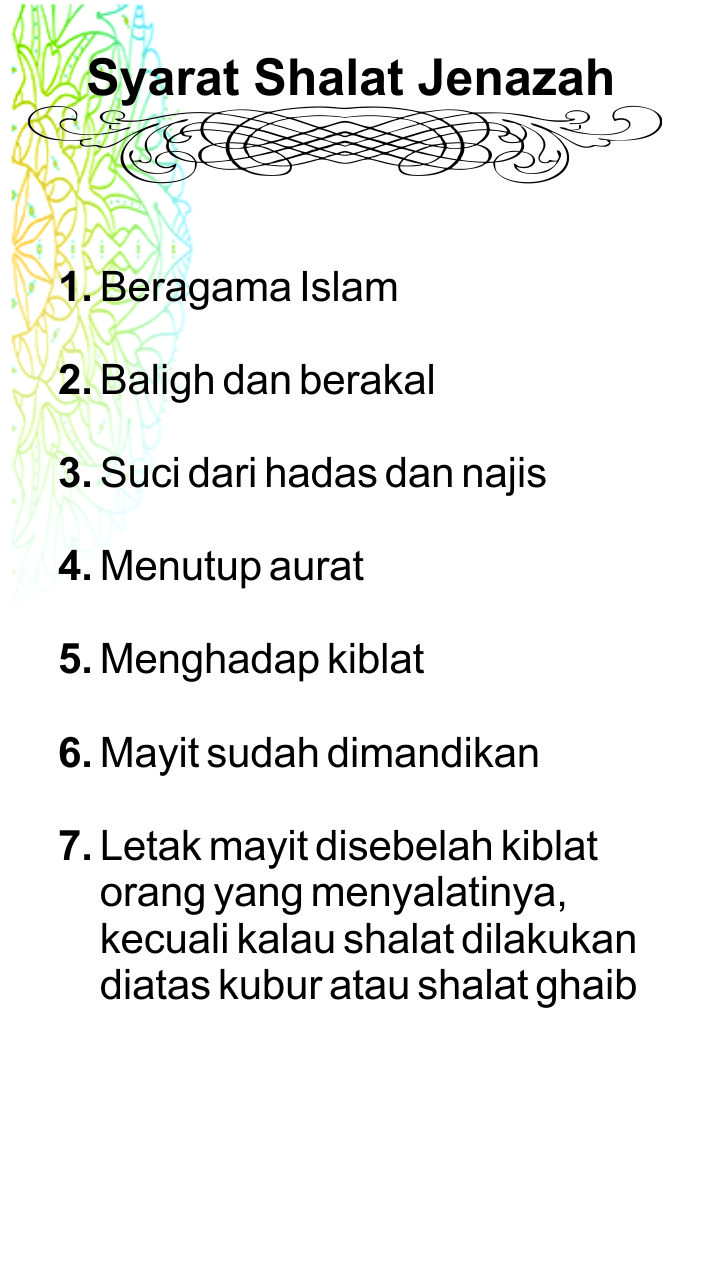 Syarat Shalat Jenazah
1. Beragama Islam
2. Baligh dan berakal
3. Suci dari hadas dan najis
4. Menutup aurat
5. Menghadap kiblat
6. Mayit sudah dimandikan
7. Letak mayit disebelah kiblat
orang yang menyalatinya,
kecuali kalau shalat dilakukan
diatas kubur atau shalat ghaib